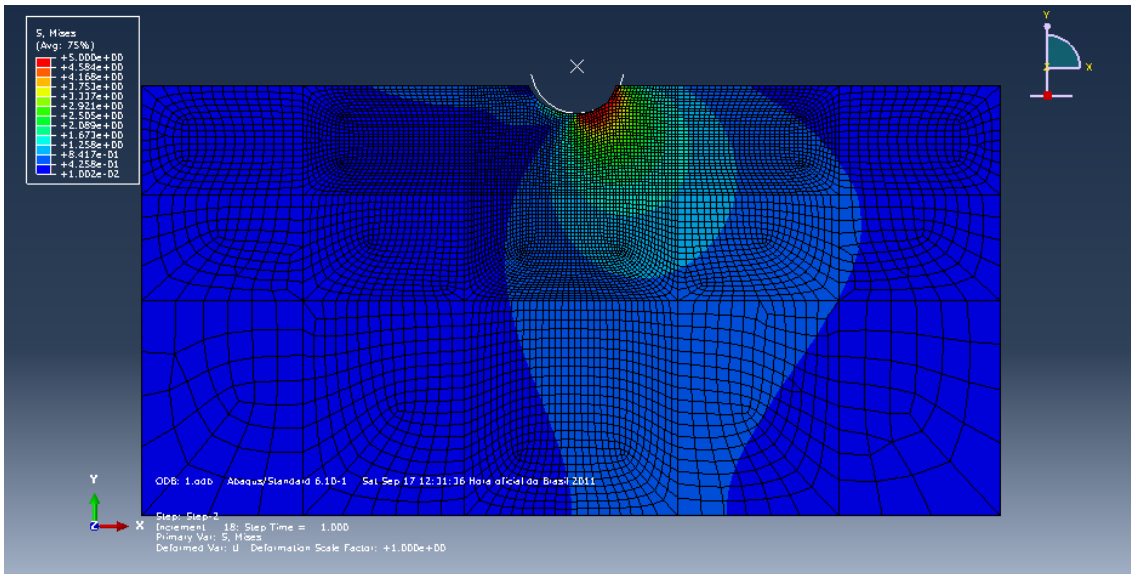 S, Mises
(Avg: 75%)
+5.000e+00
+4.584e+00
+4.168e+00
+3.753e+00
+3.337e+00
+2.921e+00
+2.505e+00
+2.089e+00
+1.673e+00
+1.258e+00
+8.417e-01
+4.258e-01
+1.002e-02
Y
Z
X
Y
Z
X
ODB: 1.odb Abaqus/Standard 6.10-1 Sat Sep 17 12:31:36 Hora oficial do Brasil 2011
Step: Step-2
Increment 18: Step Time = 1.000
Primary Var: S, Mises
Deformed Var: U Deformation Scale Factor: +1.000e+00